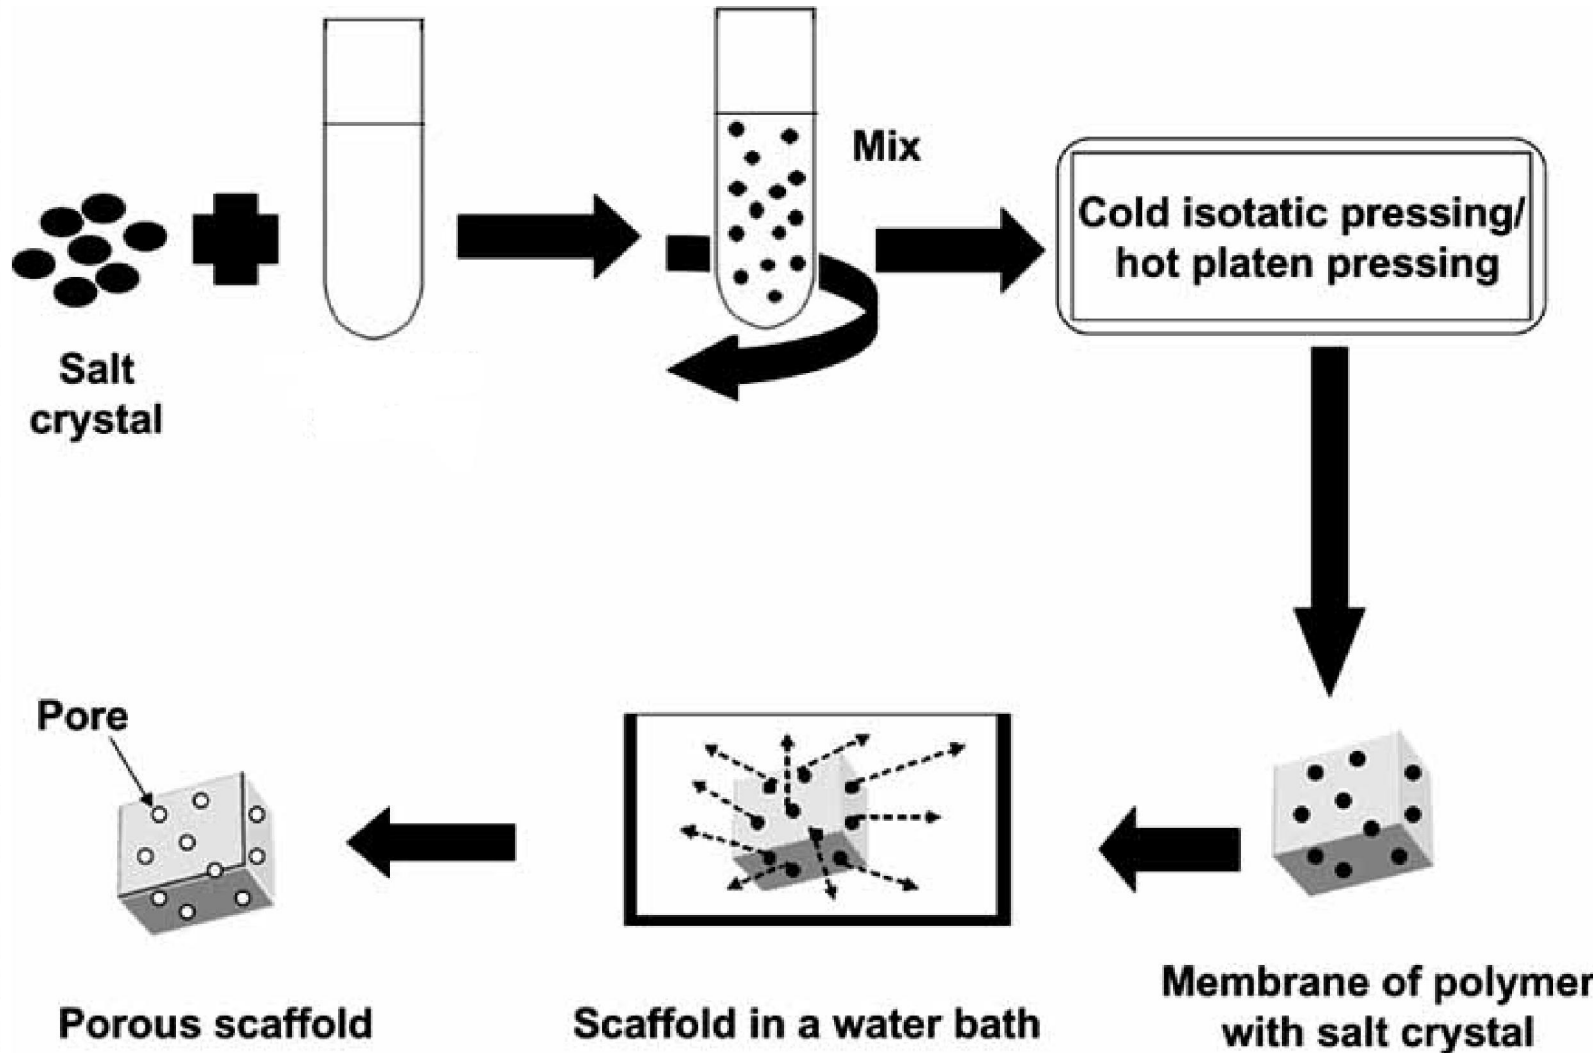 Mix
Cold isotatic pressing/
hot platen pressing
Salt
crystal
Pore
Membrane of polymer
with salt crystal
Scaffold in a water bath
Porous scaffold